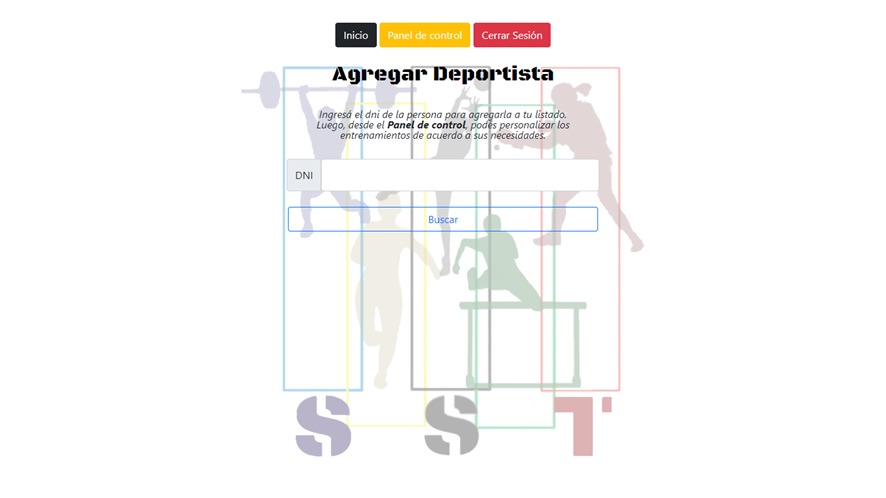 Inicio
Panel de control
Cerrar Sesión
Agregar Deportista
Ingresá el dni de la persona para agregarla a tu listado.
Luego, desde el Panel de control, podés personalizar los
entrenamientos de acuerdo a sus necesidades.
DNI
Buscar
S S T